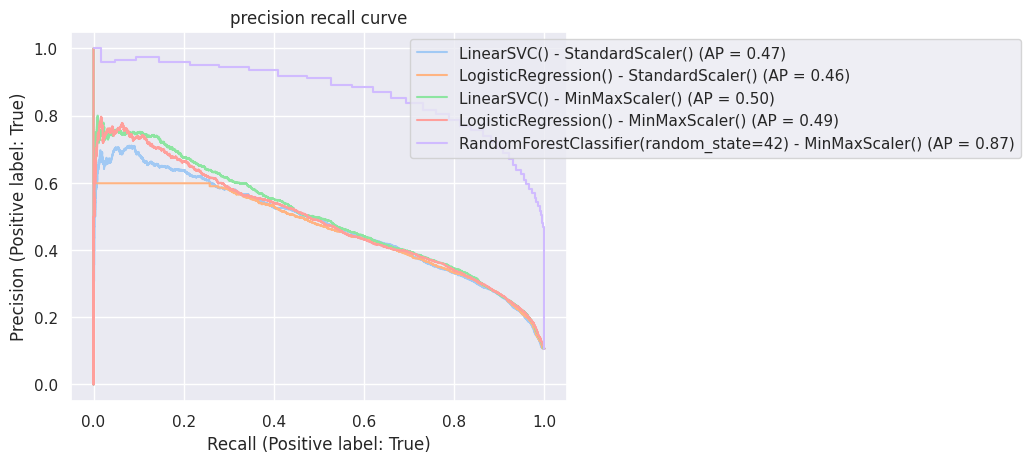 precision recall curve
1.0
0.8
0.6
0.4
0.2
0.0
Precision (Positive label: True)
LinearSVC() - StandardScaler() (AP = 0.47)
LogisticRegression() - StandardScaler() (AP = 0.46)
LinearSVC() - MinMaxScaler() (AP = 0.50)
LogisticRegression() - MinMaxScaler() (AP = 0.49)
RandomForestClassifier(random_state=42) - MinMaxScaler() (AP = 0.87)
0.0 0.2 0.4 0.6 0.8 1.0
Recall (Positive label: True)